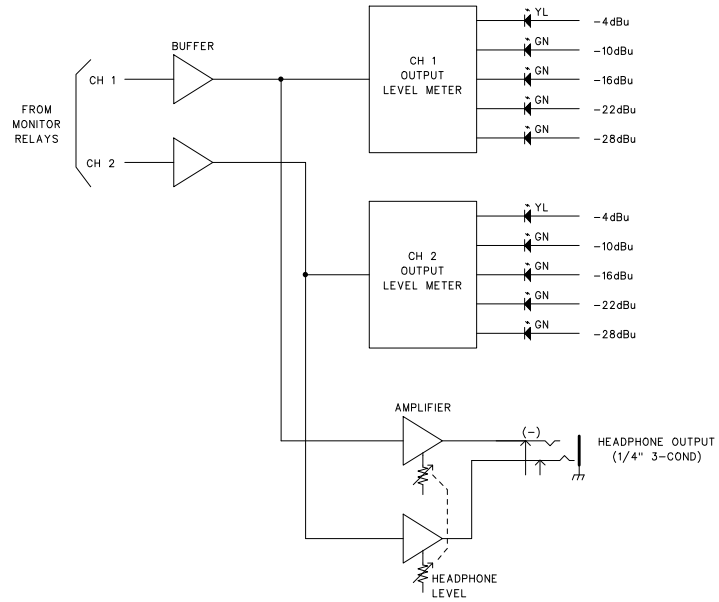 BUFFER
CH 1
FROM
MONITOR
RELAYS
CH 2
CH 1
OUTPUT
LEVEL METER
YL
-4dBu
GN
-10dBu
GN
-16dBu
GN
-22dBu
GN
-28dBu
CH 2
OUTPUT
LEVEL METER
YL
-4dBu
GN
-10dBu
GN
-16dBu
GN
-22dBu
GN
-28dBu
AMPLIFIER
(-)
HEADPHONE OUTPUT
(1/4" 3-COND)
HEADPHONE
LEVEL